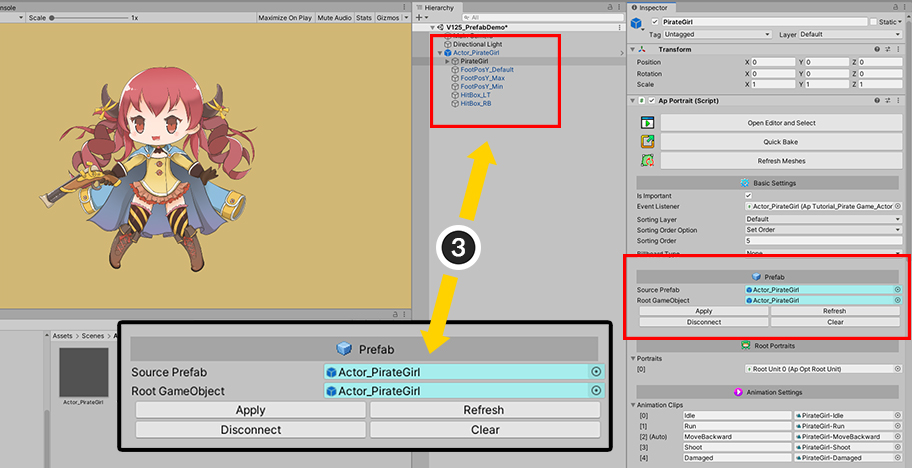 nsole
Scale
1x
Maximize On Play
Mute Audio
Stats
Gizmos
Hierarchy
+
All
V125_PrefabDemo*
Directional Light
Actor_PirateGirl
PirateGirl
FootPosY_Default
FootPosY_Max
FootPosY_Min
HitBox_LT
HitBox_RB
3
Assets > Scenes > A
Actor_PirateGirl
Prefab
Source Prefab Actor_PirateGirl
Root GameObject Actor_PirateGirl
Apply Refresh
Disconnect Clear
Inspector
PirateGirl Static
Tag Untagged Layer Default
Transform
Position X 0 Y 0 Z 0
Rotation X 0 Y 0 Z 0
Scale X 1 Y 1 Z 1
# Ap Portrait (Script)
Open Editor and Select
Quick Bake
Refresh Meshes
Basic Settings
Is Important
Event Listener Actor_PirateGirl (Ap Tutorial_Pirate Game_Actor)
Sorting Layer Default
Sorting Order Option Set Order
Sorting Order 5
Billboard Type None
Prefab
Source Prefab Actor_PirateGirl
Root GameObject Actor_PirateGirl
Apply Refresh
Disconnect Clear
Root Portraits
Portraits
[0] Root Unit 0 (Ap Opt Root Unit)
Animation Settings
Animation Clips
[0] Idle PirateGirl-Idle
[1] Run PirateGirl-Run
[2] (Auto) MoveBackward PirateGirl-MoveBackward
[3] Shoot PirateGirl-Shoot
[4] Damaged PirateGirl-Damaged